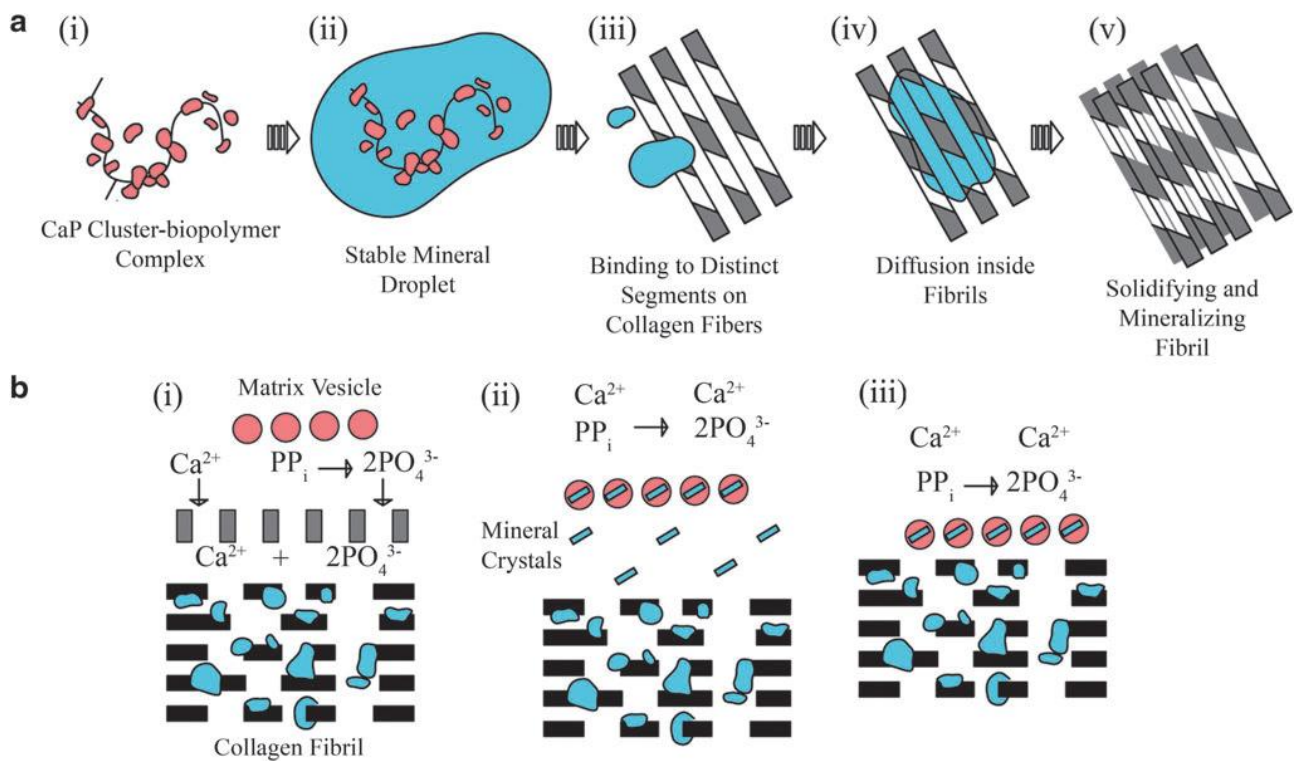 a
(i)
(ii)
(iii)
(iv)
(v)
CaP Cluster-biopolymer
Complex
Stable Mineral
Droplet
Binding to Distinct
Segments on
Collagen Fibers
Diffusion inside
Fibrils
Solidifying and
Mineralizing
Fibril
b
(i)
Matrix Vesicle
Ca²⁺ PPᵢ → 2PO₄³⁻
Ca²⁺ + 2PO₄³⁻
Collagen Fibril
(ii)
Ca²⁺ Ca²⁺
PPᵢ → 2PO₄³⁻
Mineral
Crystals
(iii)
Ca²⁺ Ca²⁺
PPᵢ → 2PO₄³⁻